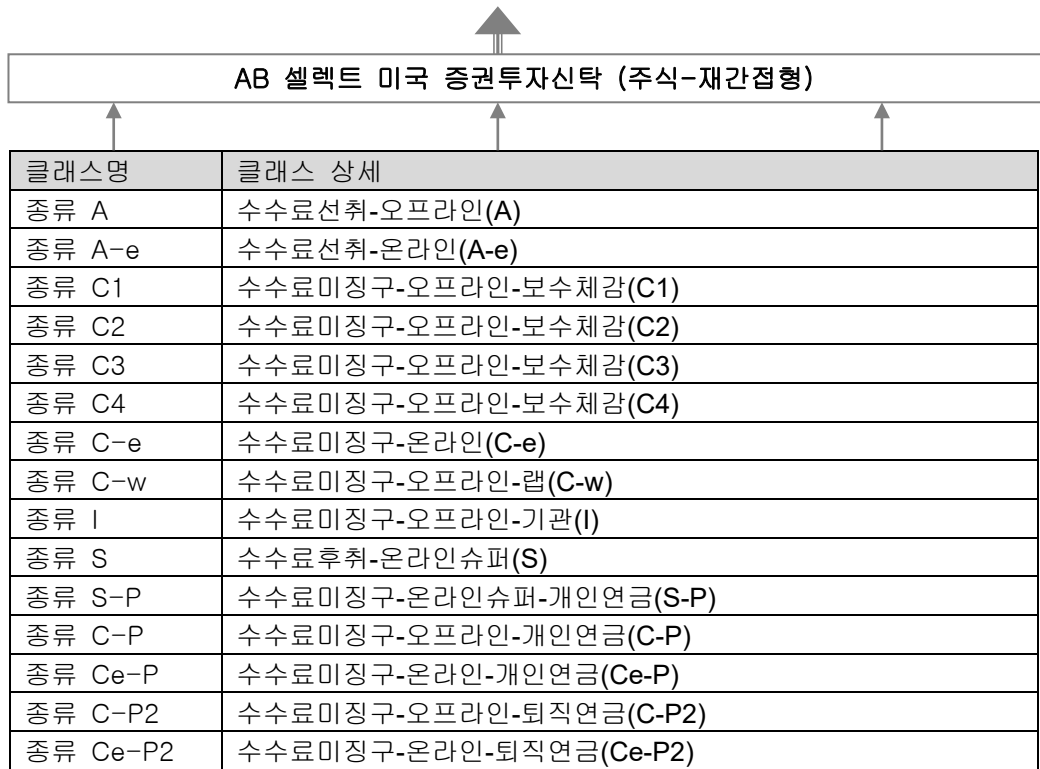 AB 셀렉트 미국 증권투자신탁 (주식-재간접형)
클래스명 클래스 상세
종류 A 수수료선취-오프라인(A)
종류 A-e 수수료선취-온라인(A-e)
종류 C1 수수료미징구-오프라인-보수체감(C1)
종류 C2 수수료미징구-오프라인-보수체감(C2)
종류 C3 수수료미징구-오프라인-보수체감(C3)
종류 C4 수수료미징구-오프라인-보수체감(C4)
종류 C-e 수수료미징구-온라인(C-e)
종류 C-w 수수료미징구-오프라인-랩(C-w)
종류 I 수수료미징구-오프라인-기관(I)
종류 S 수수료후취-온라인슈퍼(S)
종류 S-P 수수료미징구-온라인슈퍼-개인연금(S-P)
종류 C-P 수수료미징구-오프라인-개인연금(C-P)
종류 Ce-P 수수료미징구-온라인-개인연금(Ce-P)
종류 C-P2 수수료미징구-오프라인-퇴직연금(C-P2)
종류 Ce-P2 수수료미징구-온라인-퇴직연금(Ce-P2)